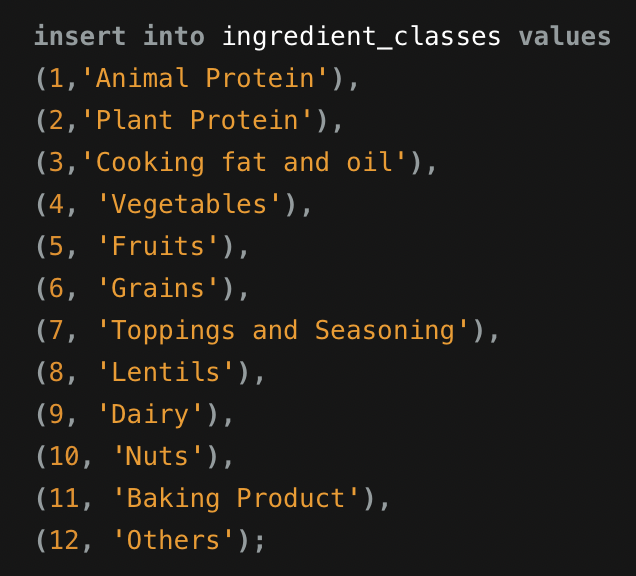 insert into ingredient_classes values
(1,'Animal Protein'),
(2,'Plant Protein'),
(3,'Cooking fat and oil'),
(4, 'Vegetables'),
(5, 'Fruits'),
(6, 'Grains'),
(7, 'Toppings and Seasoning'),
(8, 'Lentils'),
(9, 'Dairy'),
(10, 'Nuts'),
(11, 'Baking Product'),
(12, 'Others');